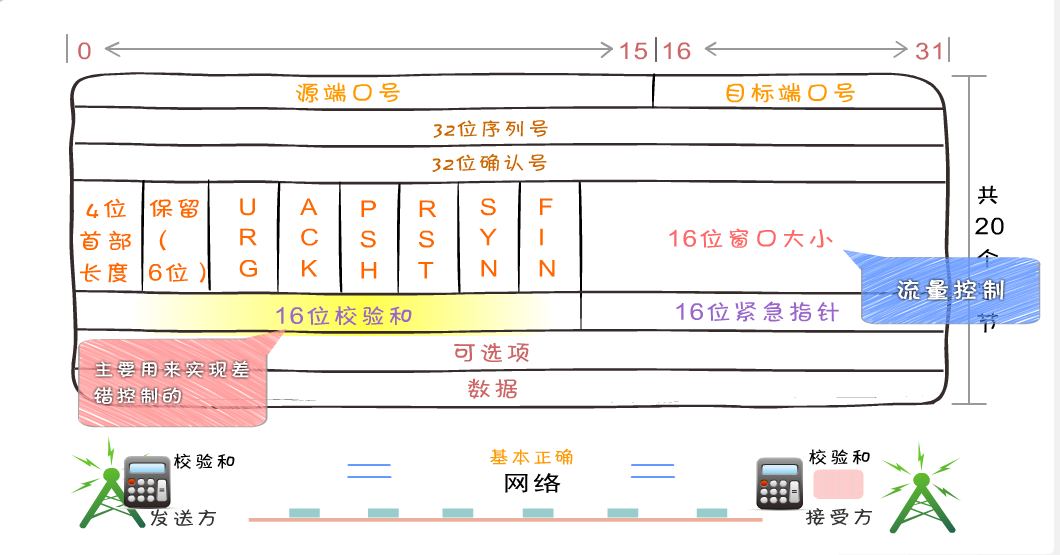 0 15 16 31
源端口号 目标端口号
32位序列号
32位确认号
4位首部长度 保留(6位) URG ACK PSH RST SYN FIN 16位窗口大小
16位校验和 16位紧急指针
可选项
数据
共20个 节
流量控制
主要用来实现差
错控制的
校验和
发送方
基本正确
网络
校验和
接受方